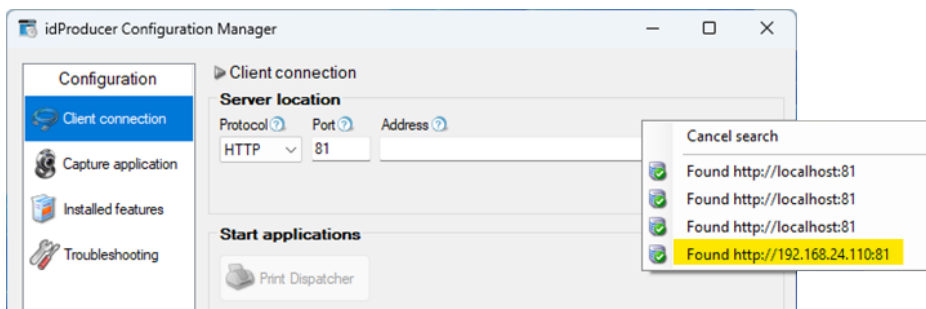 idProducer Configuration Manager
Configuration
Client connection
Capture application
Installed features
Troubleshooting
Client connection
Server location
Protocol Port Address
HTTP 81
Start applications
Print Dispatcher
Cancel search
Found http://localhost:81
Found http://localhost:81
Found http://localhost:81
Found http://192.168.24.110:81